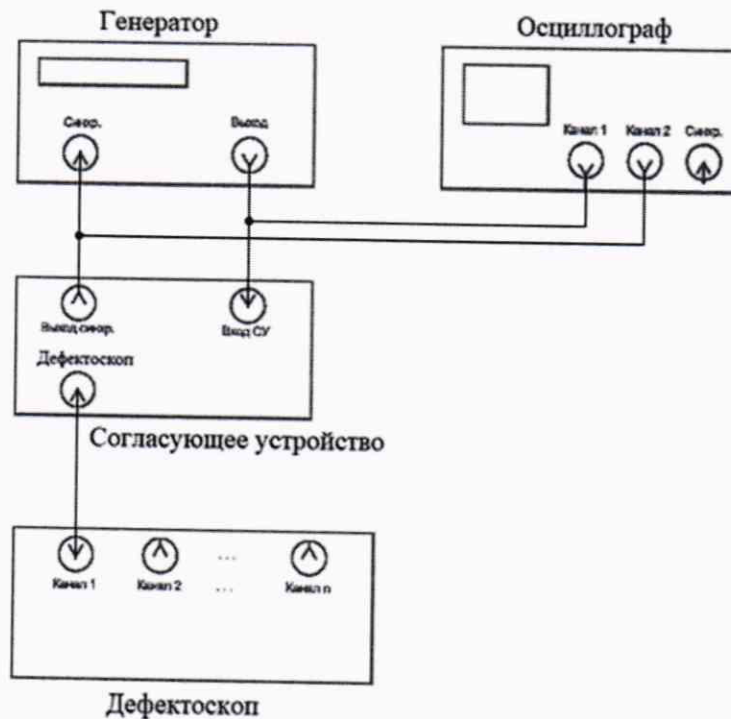 Генератор
Осциллограф
Синхр.
Выход
Канал 1 Канал 2 Синхр.
Выход синхр.
Вход СУ
Дефектоскоп
Согласующее устройство
Канал 1 Канал 2 ... Канал n
...
Дефектоскоп